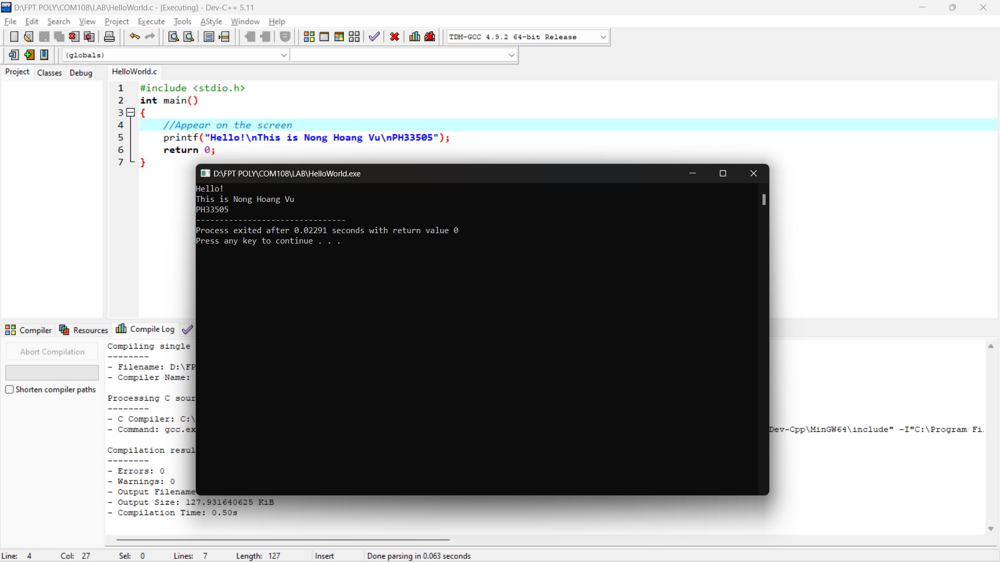 D:\FPT POLY\COM108\LAB\HelloWorld.c - [Executing] - Dev-C++ 5.11
File Edit Search View Project Execute Tools AStyle Window Help
TDM-GCC 4.9.2 64-bit Release
(globals)
Project Classes Debug
HelloWorld.c
1 #include <stdio.h>
2 int main()
3 {
4 //Appear on the screen
5 printf("Hello!\nThis is Nong Hoang Vu\nPH33505");
6 return 0;
7 }
D:\FPT POLY\COM108\LAB\HelloWorld.exe
Hello!
This is Nong Hoang Vu
PH33505
--------------------------------
Process exited after 0.02291 seconds with return value 0
Press any key to continue . . .
Compiler Resources Compile Log
Abort Compilation
Shorten compiler paths
Compiling single
--------
- Filename: D:\FP
- Compiler Name:
Processing C sour
--------
- C Compiler: C:\
- Command: gcc.ex Dev-Cpp\MinGW64\include" -I"C:\Program Fi
Compilation resul
--------
- Errors: 0
- Warnings: 0
- Output Filename
- Output Size: 127.931640625 KiB
- Compilation Time: 0.50s
Line: 4 Col: 27 Sel: 0 Lines: 7 Length: 127 Insert Done parsing in 0.063 seconds